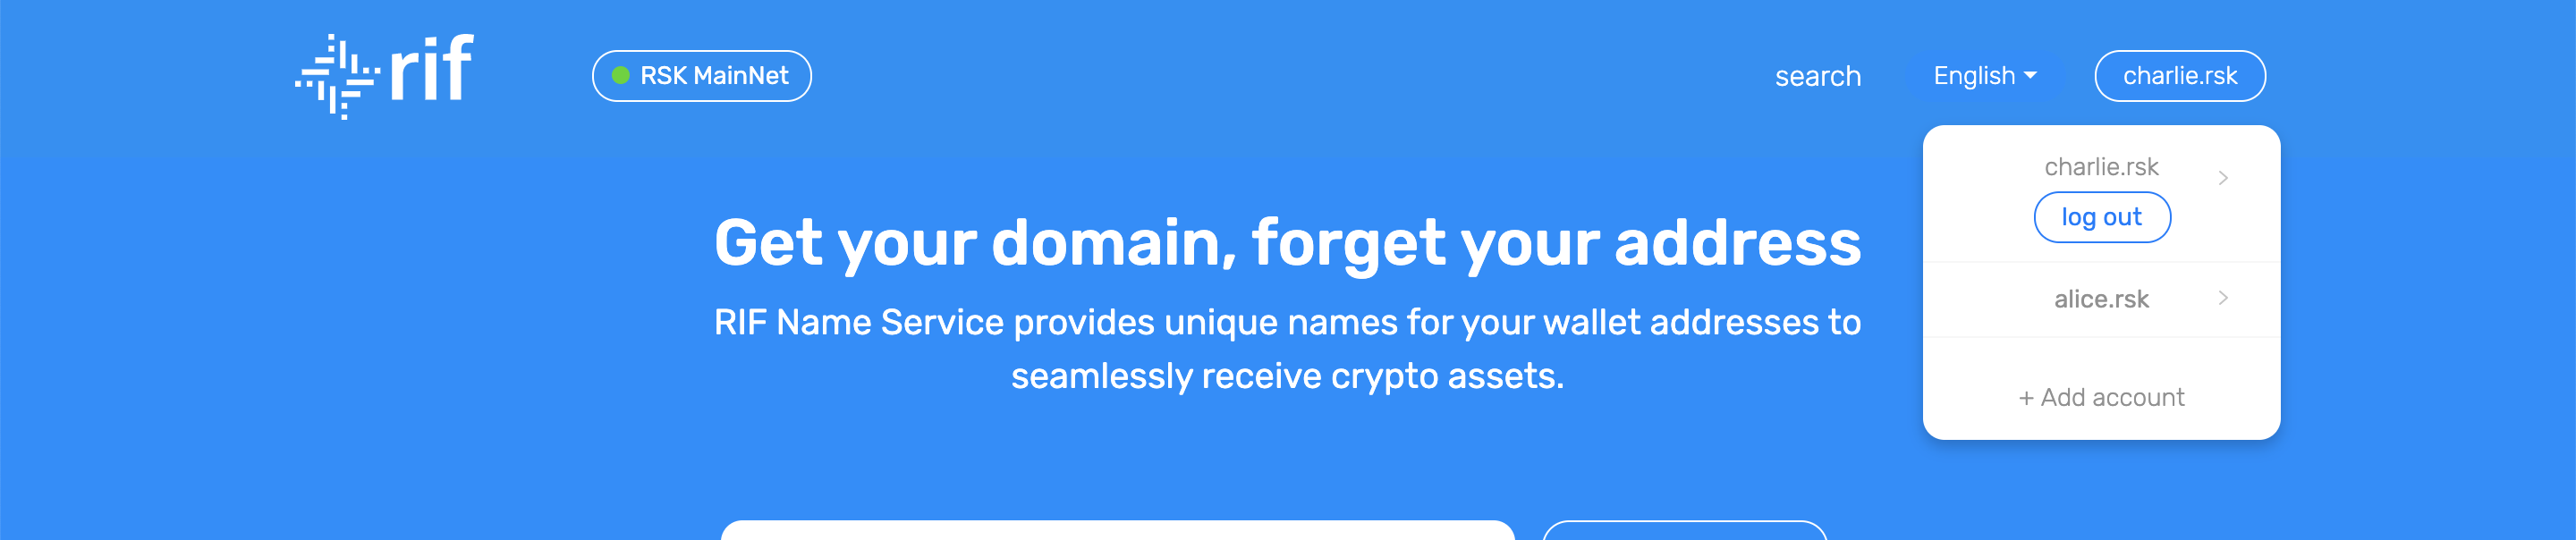 rif
RSK MainNet
search
English
charlie.rsk
charlie.rsk
log out
alice.rsk
+ Add account
Get your domain, forget your address
RIF Name Service provides unique names for your wallet addresses to
seamlessly receive crypto assets.